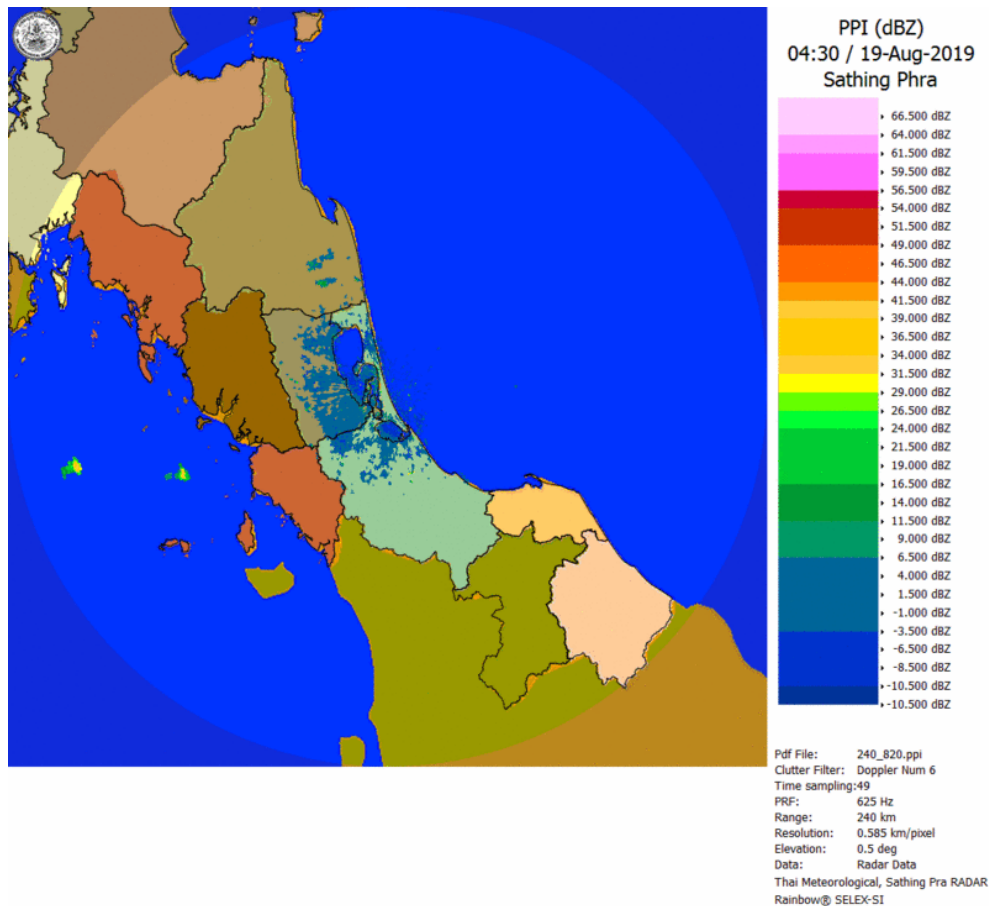 PPI (dBZ)
04:30 / 19-Aug-2019
Sathing Phra
66.500 dBZ
64.000 dBZ
61.500 dBZ
59.500 dBZ
56.500 dBZ
54.000 dBZ
51.500 dBZ
49.000 dBZ
46.500 dBZ
44.000 dBZ
41.500 dBZ
39.000 dBZ
36.500 dBZ
34.000 dBZ
31.500 dBZ
29.000 dBZ
26.500 dBZ
24.000 dBZ
21.500 dBZ
19.000 dBZ
16.500 dBZ
14.000 dBZ
11.500 dBZ
9.000 dBZ
6.500 dBZ
4.000 dBZ
1.500 dBZ
-1.000 dBZ
-3.500 dBZ
-6.500 dBZ
-8.500 dBZ
-10.500 dBZ
-10.500 dBZ
Pdf File: 240_820.ppi
Clutter Filter: Doppler Num 6
Time sampling:49
PRF: 625 Hz
Range: 240 km
Resolution: 0.585 km/pixel
Elevation: 0.5 deg
Data: Radar Data
Thai Meteorological, Sathing Pra RADAR
Rainbow® SELEX-SI